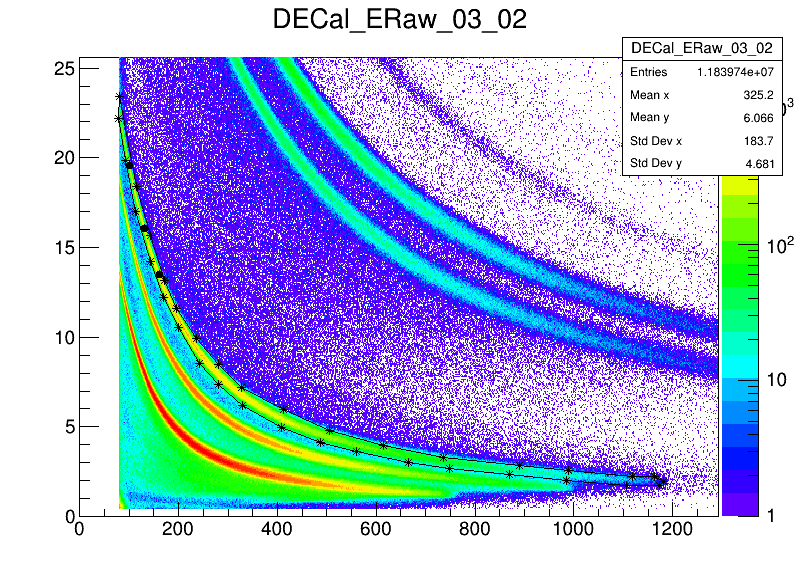 DECal_ERaw_03_02
DECal_ERaw_03_02
Entries 1.183974e+07
Mean x 325.2
Mean y 6.066
Std Dev x 183.7
Std Dev y 4.681
25
20
15
10
5
0
0 200 400 600 800 1000 1200
3
10²
10
1